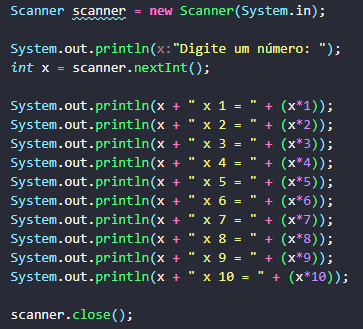 Scanner scanner = new Scanner(System.in);
System.out.println(x:"Digite um número: ");
int x = scanner.nextInt();
System.out.println(x + " x 1 = " + (x*1));
System.out.println(x + " x 2 = " + (x*2));
System.out.println(x + " x 3 = " + (x*3));
System.out.println(x + " x 4 = " + (x*4));
System.out.println(x + " x 5 = " + (x*5));
System.out.println(x + " x 6 = " + (x*6));
System.out.println(x + " x 7 = " + (x*7));
System.out.println(x + " x 8 = " + (x*8));
System.out.println(x + " x 9 = " + (x*9));
System.out.println(x + " x 10 = " + (x*10));
scanner.close();